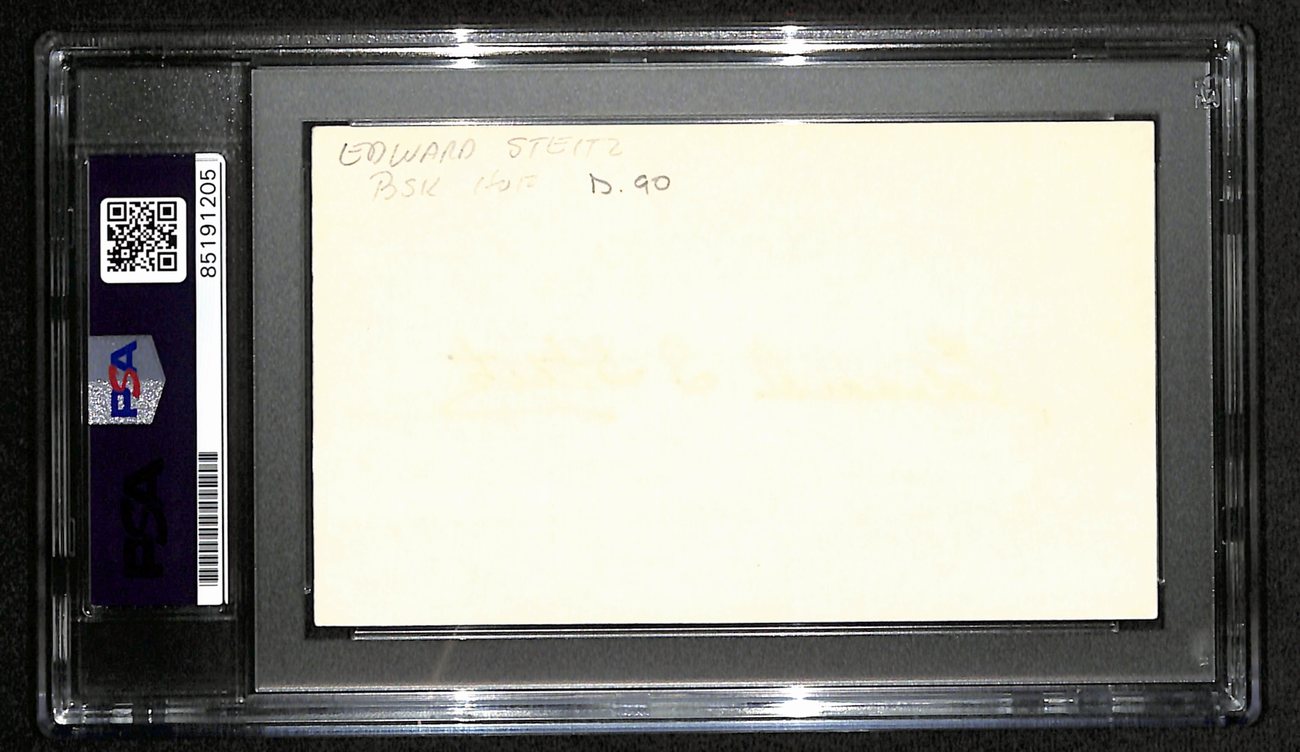 EDWARD STEITZ
BSK HOF D. 90
85191205
PSA
PSA